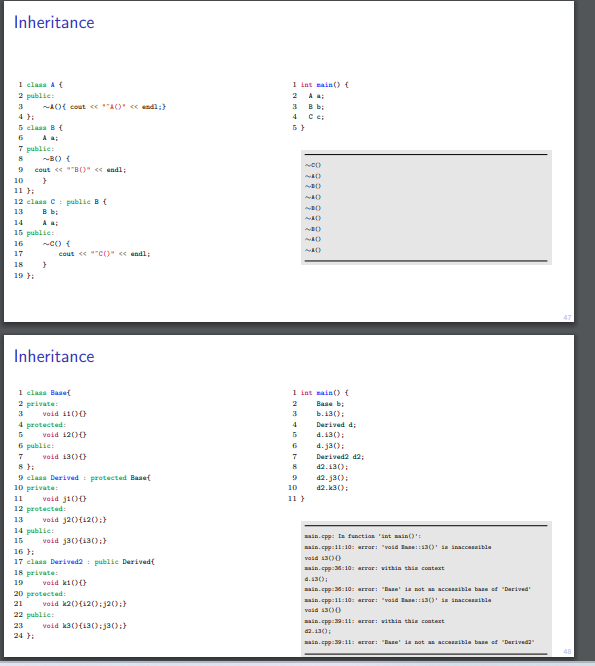 Inheritance
1 class A {
2 public:
3 ~A(){ cout << "~A()" << endl;}
4 };
5 class B {
6 A a;
7 public:
8 ~B() {
9 cout << "~B()" << endl;
10 }
11 };
12 class C : public B {
13 B b;
14 A a;
15 public:
16 ~C() {
17 cout << "~C()" << endl;
18 }
19 };
1 int main() {
2 A a;
3 B b;
4 C c;
5 }
~C()
~A()
~B()
~A()
~B()
~A()
~B()
~A()
~A()
47
Inheritance
1 class Base{
2 private:
3 void i1(){}
4 protected:
5 void i2(){}
6 public:
7 void i3(){}
8 };
9 class Derived : protected Base{
10 private:
11 void j1(){}
12 protected:
13 void j2(){i2();}
14 public:
15 void j3(){i3();}
16 };
17 class Derived2 : public Derived{
18 private:
19 void k1(){}
20 protected:
21 void k2(){i2();j2();}
22 public:
23 void k3(){i3();j3();}
24 };
1 int main() {
2 Base b;
3 b.i3();
4 Derived d;
5 d.i3();
6 d.j3();
7 Derived2 d2;
8 d2.i3();
9 d2.j3();
10 d2.k3();
11 }
main.cpp: In function 'int main()':
main.cpp:11:10: error: 'void Base::i3()' is inaccessible
void i3(){}
main.cpp:36:10: error: within this context
d.i3();
main.cpp:36:10: error: 'Base' is not an accessible base of 'Derived'
main.cpp:11:10: error: 'void Base::i3()' is inaccessible
void i3(){}
main.cpp:39:11: error: within this context
d2.i3();
main.cpp:39:11: error: 'Base' is not an accessible base of 'Derived2'
48